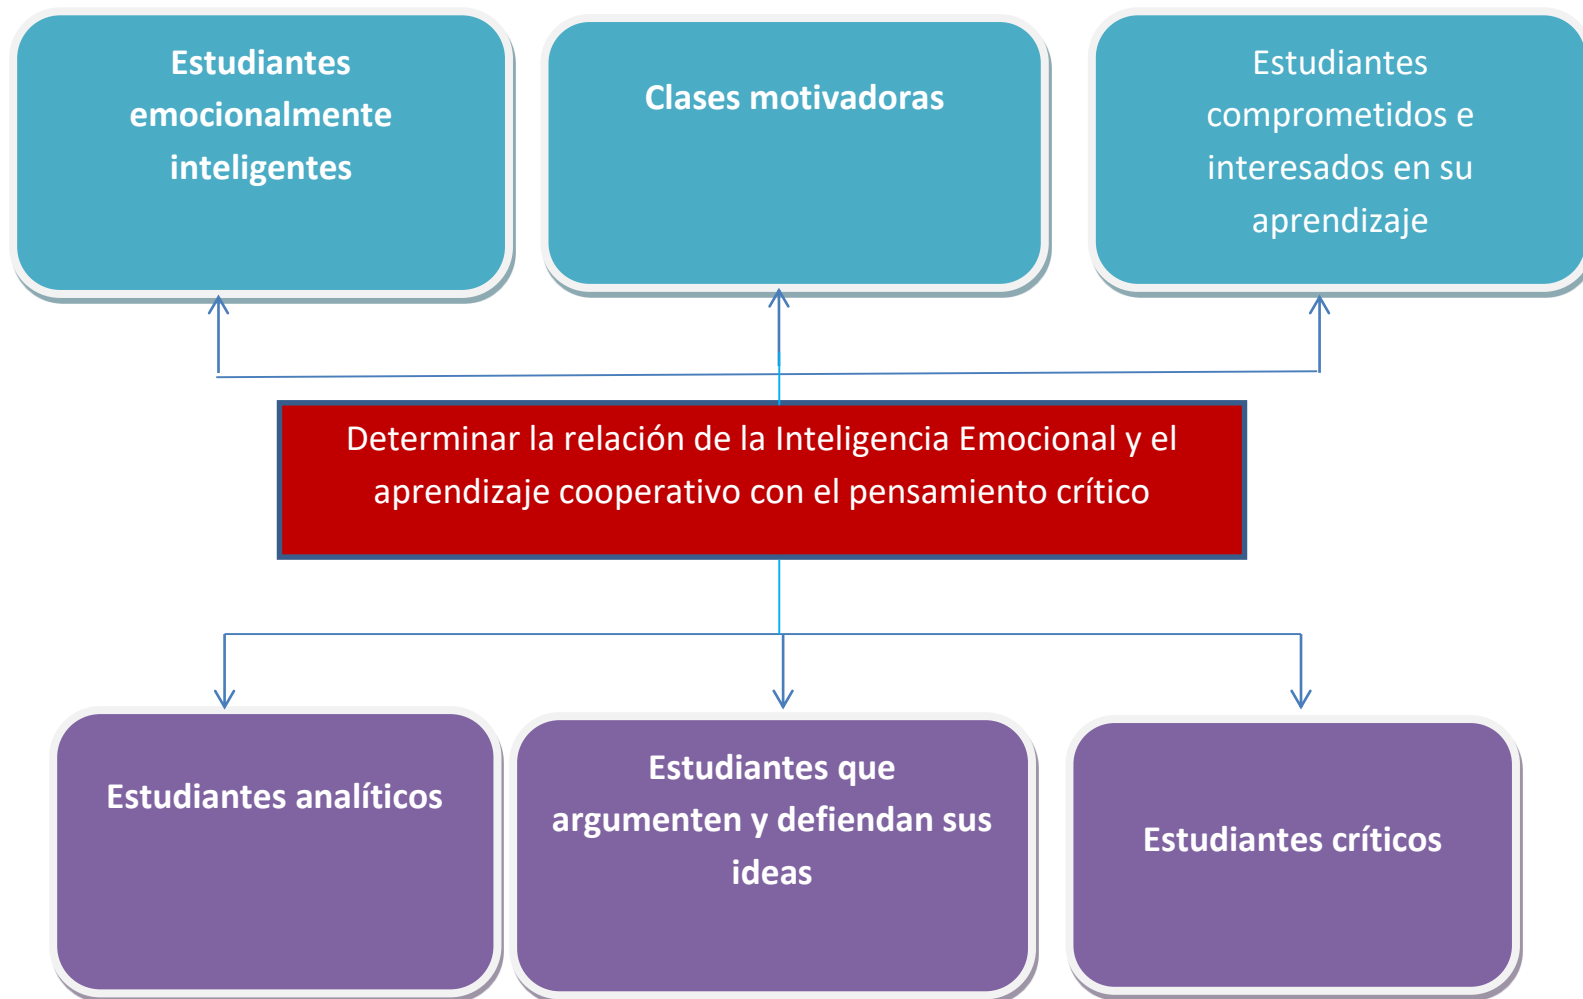 Estudiantes
emocionalmente
inteligentes
Clases motivadoras
Estudiantes
comprometidos e
interesados en su
aprendizaje
Determinar la relación de la Inteligencia Emocional y el
aprendizaje cooperativo con el pensamiento crítico
Estudiantes analíticos
Estudiantes que
argumenten y defiendan sus
ideas
Estudiantes críticos